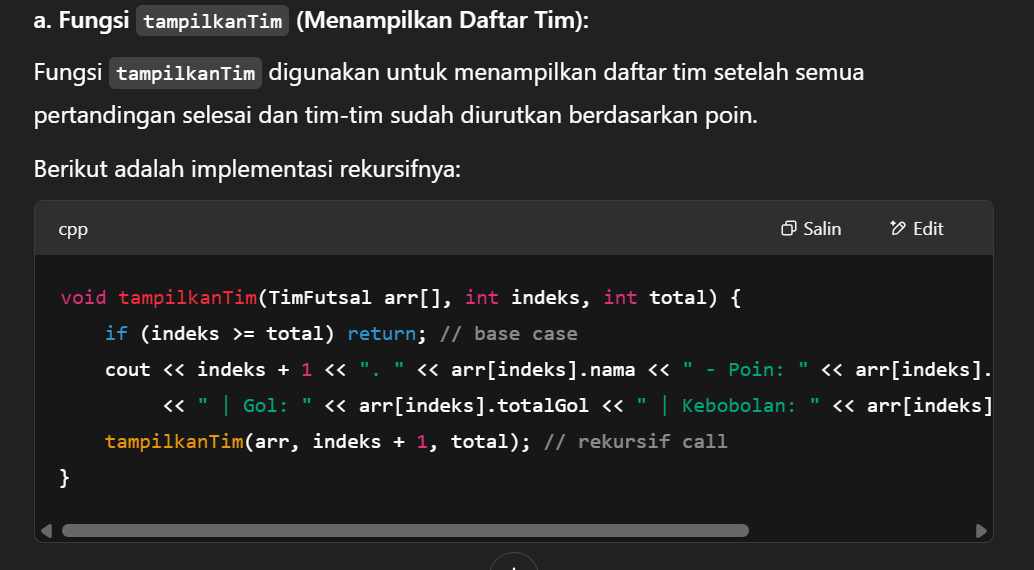 a. Fungsi tampilkanTim (Menampilkan Daftar Tim):
Fungsi tampilkanTim digunakan untuk menampilkan daftar tim setelah semua
pertandingan selesai dan tim-tim sudah diurutkan berdasarkan poin.
Berikut adalah implementasi rekursifnya:
cpp Salin Edit
void tampilkanTim(TimFutsal arr[], int indeks, int total) {
    if (indeks >= total) return; // base case
    cout << indeks + 1 << ". " << arr[indeks].nama << " - Poin: " << arr[indeks].
         << " | Gol: " << arr[indeks].totalGol << " | Kebobolan: " << arr[indeks]
    tampilkanTim(arr, indeks + 1, total); // rekursif call
}